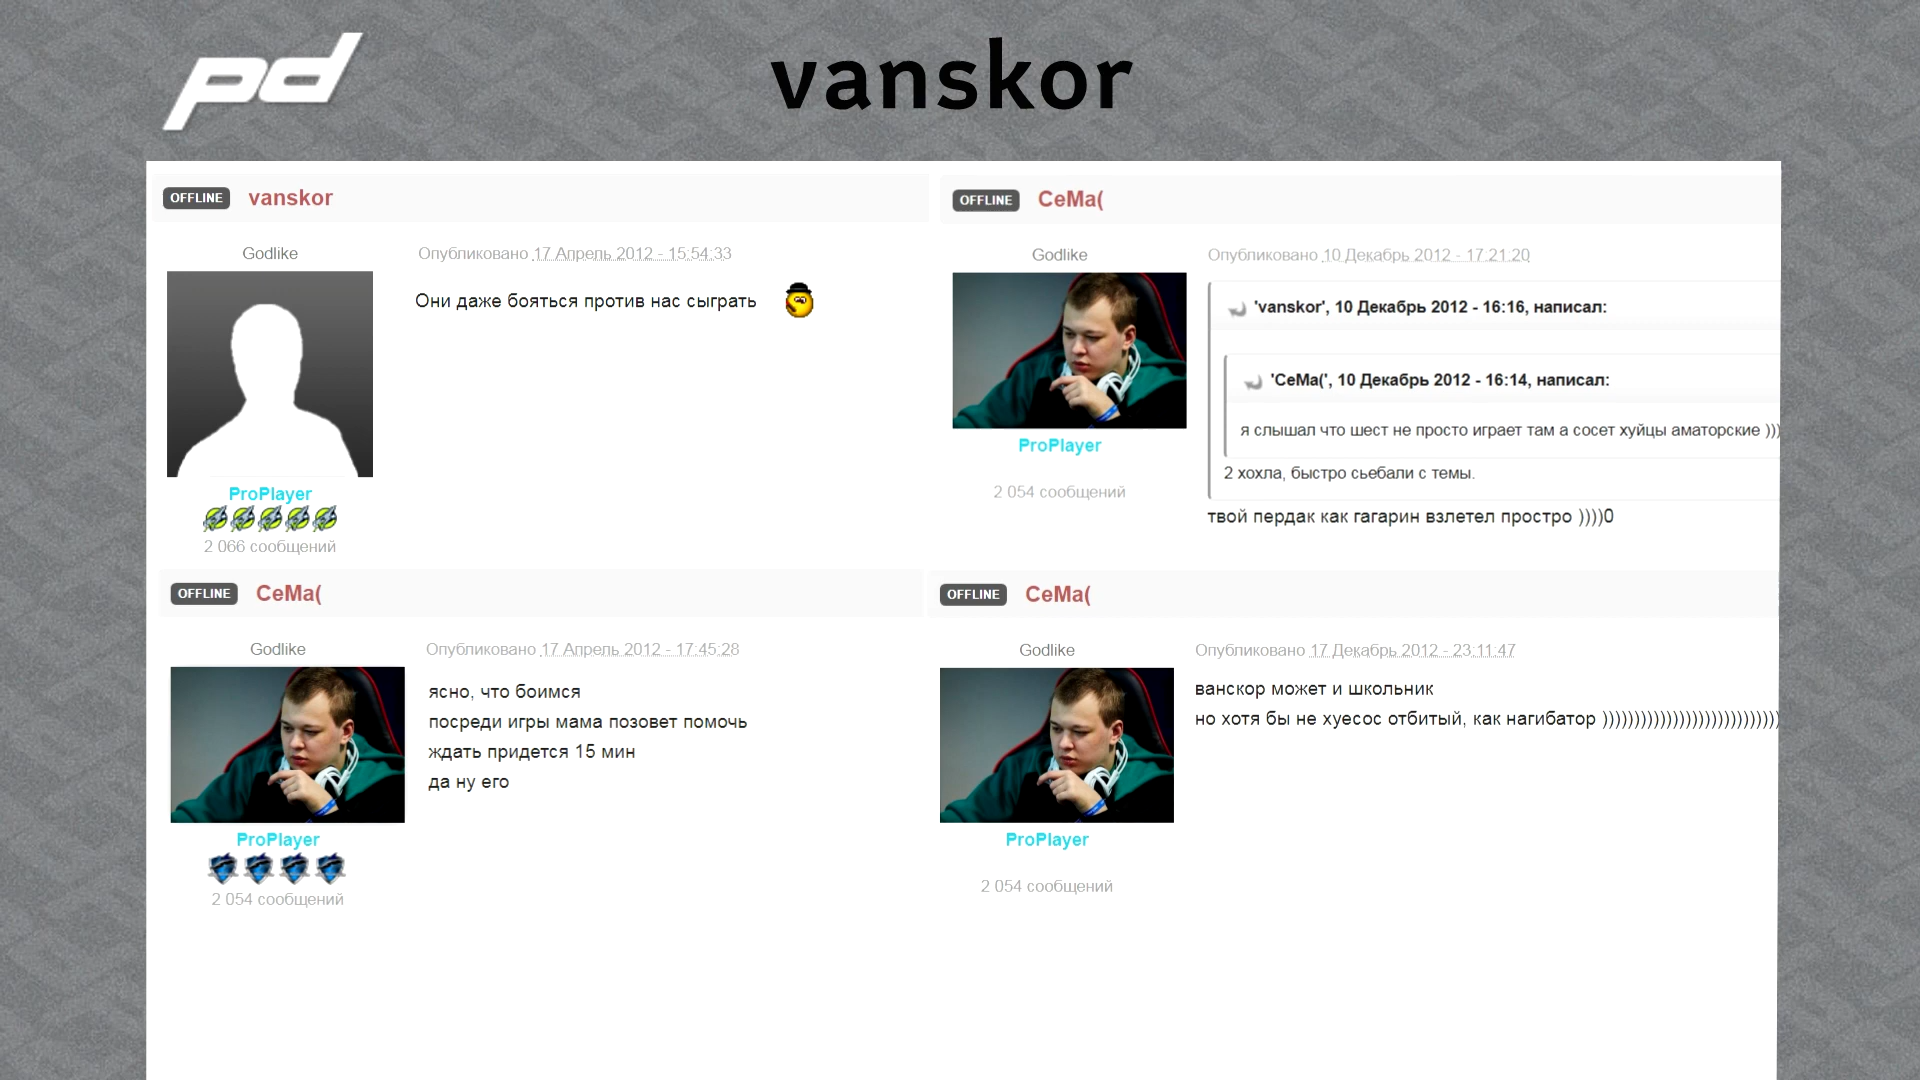 pd
vanskor
OFFLINE vanskor
Godlike
Опубликовано 17 Апрель 2012 - 15:54:33
Они даже бояться против нас сыграть
ProPlayer
2 066 сообщений
OFFLINE CeMa(
Godlike
Опубликовано 10 Декабрь 2012 - 17:21:20
'vanskor', 10 Декабрь 2012 - 16:16, написал:
'CeMa(', 10 Декабрь 2012 - 16:14, написал:
я слышал что шест не просто играет там а сосет хуйцы аматорские )))
2 хохла, быстро сьебали с темы.
твой пердак как гагарин взлетел простро ))))0
ProPlayer
2 054 сообщений
OFFLINE CeMa(
Godlike
Опубликовано 17 Апрель 2012 - 17:45:28
ясно, что боимся
посреди игры мама позовет помочь
ждать придется 15 мин
да ну его
ProPlayer
2 054 сообщений
OFFLINE CeMa(
Godlike
Опубликовано 17 Декабрь 2012 - 23:11:47
ванскор может и школьник
но хотя бы не хуесос отбитый, как нагибатор ))))))))))))))))))))))))))))
ProPlayer
2 054 сообщений